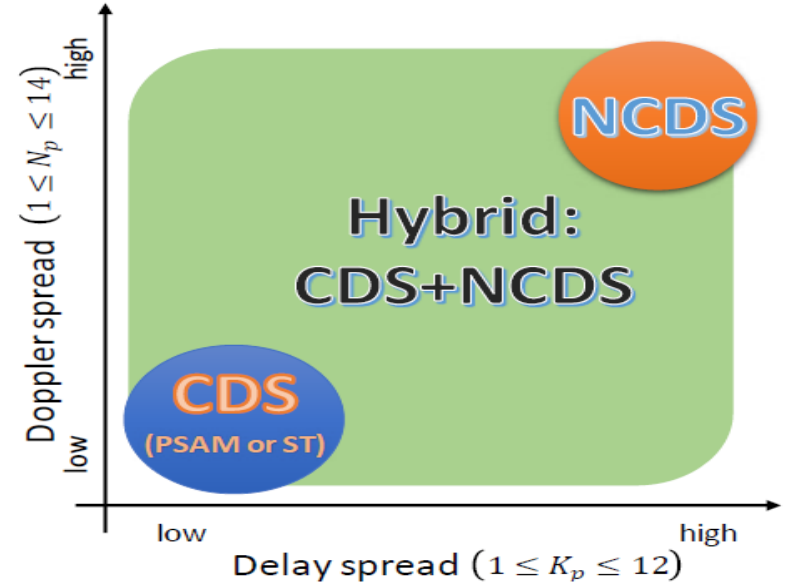 high
Doppler spread (1 ≤ N_p ≤ 14)
low
NCDS
Hybrid:
CDS+NCDS
CDS
(PSAM or ST)
low
high
Delay spread (1 ≤ K_p ≤ 12)